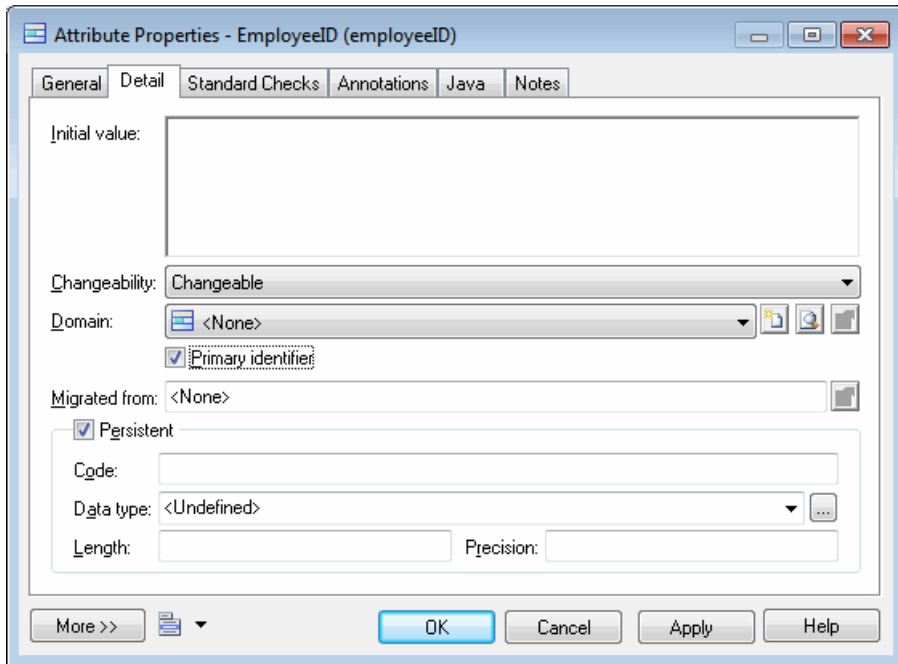 Attribute Properties - EmployeeID (employeeID)
General Detail Standard Checks Annotations Java Notes
Initial value:
Changeability: Changeable
Domain: <None>
Primary identifier
Migrated from: <None>
Persistent
Code:
Data type: <Undefined> ...
Length: Precision:
More >> OK Cancel Apply Help